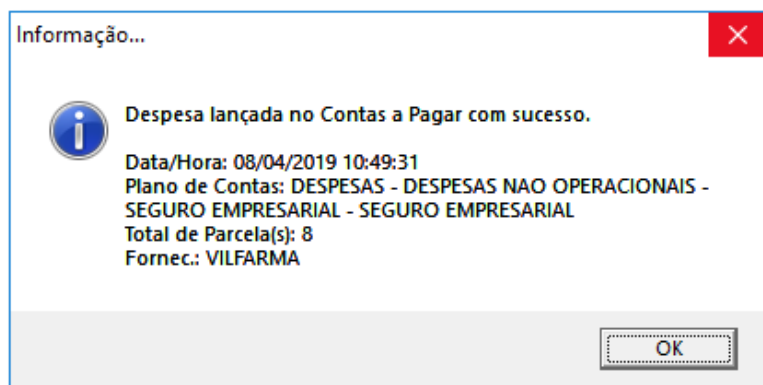 Informação...
Despesa lançada no Contas a Pagar com sucesso.
Data/Hora: 08/04/2019 10:49:31
Plano de Contas: DESPESAS - DESPESAS NAO OPERACIONAIS -
SEGURO EMPRESARIAL - SEGURO EMPRESARIAL
Total de Parcela(s): 8
Fornec.: VILFARMA
OK